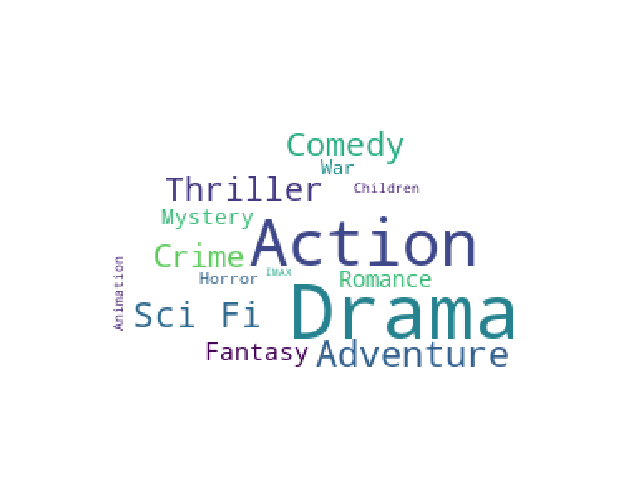 Comedy
War
Thriller
Children
Mystery
Action
Crime
Horror
IMAX
Romance
Animation
Sci Fi
Drama
Fantasy
Adventure